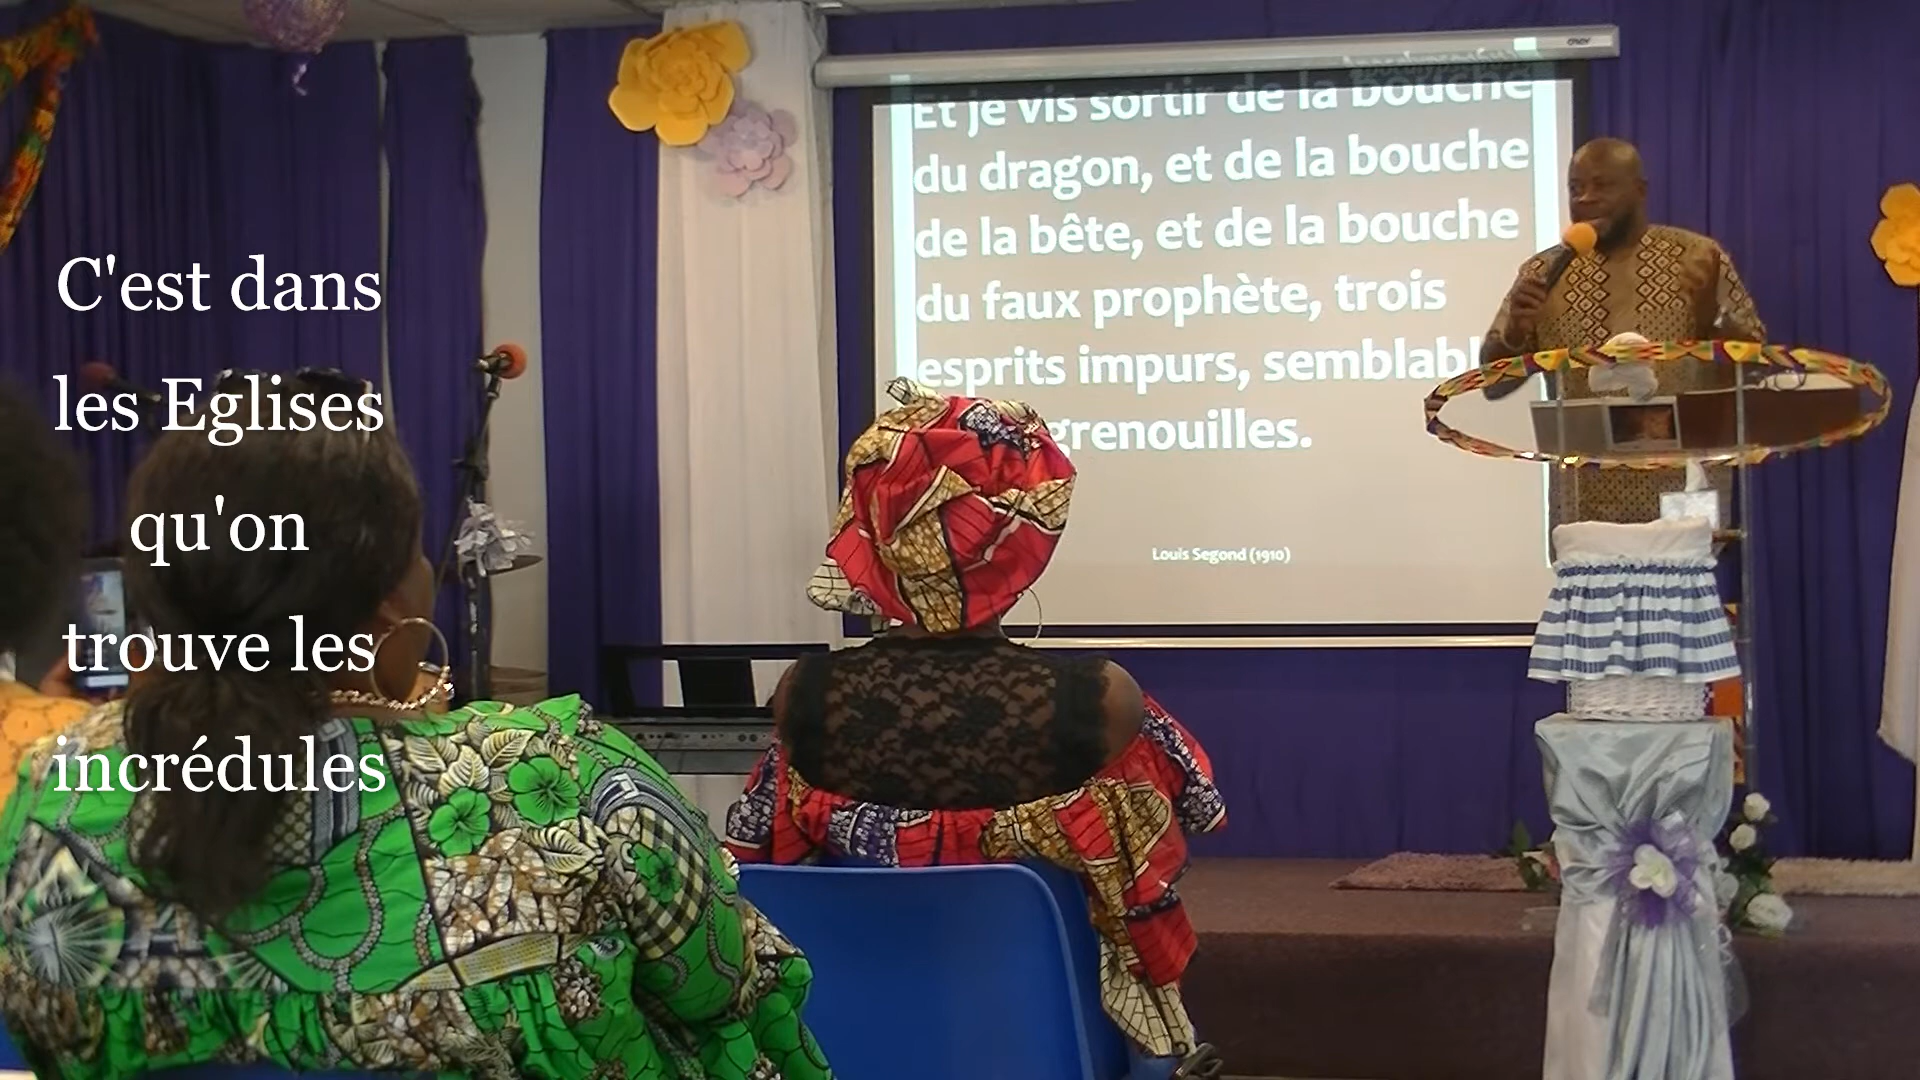 C'est dans
les Eglises
qu'on
trouve les
incrédules
Et je vis sortir de la bouche
du dragon, et de la bouche
de la bête, et de la bouche
du faux prophète, trois
esprits impurs, semblabl
grenouilles.
Louis Segond (1910)